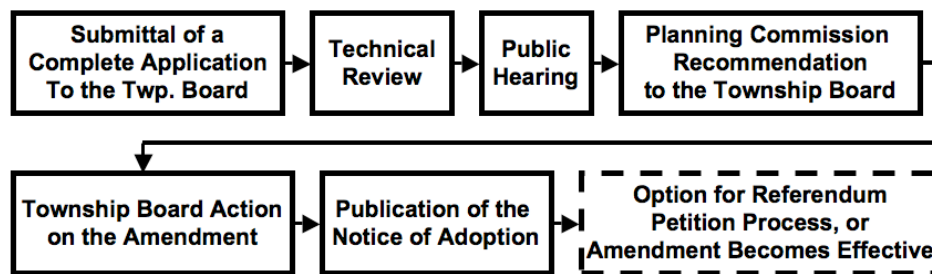 Submittal of a
Complete Application
To the Twp. Board
Technical
Review
Public
Hearing
Planning Commission
Recommendation
to the Township Board
Township Board Action
on the Amendment
Publication of the
Notice of Adoption
Option for Referendum
Petition Process, or
Amendment Becomes Effective